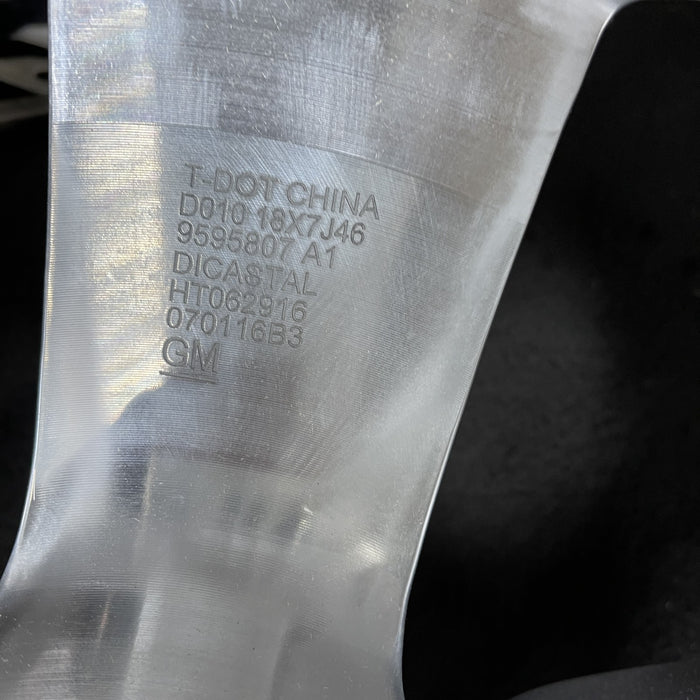 T-DOT CHINA
D010 18X7J46
9595807 A1
DICASTAL
HT062916
070116B3
GM